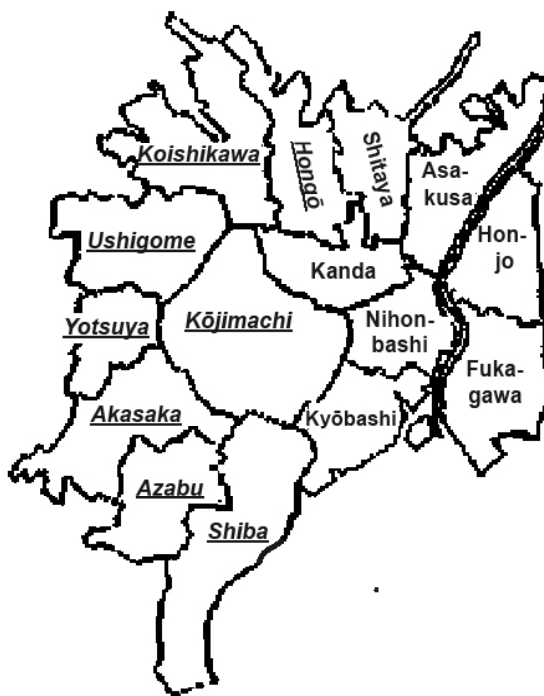 Koishikawa
Hongō
Shitaya
Asa-
kusa
Ushigome
Kanda
Hon-
jo
Yotsuya
Kōjimachi
Nihon-
bashi
Fuka-
gawa
Akasaka
Kyōbashi
Azabu
Shiba